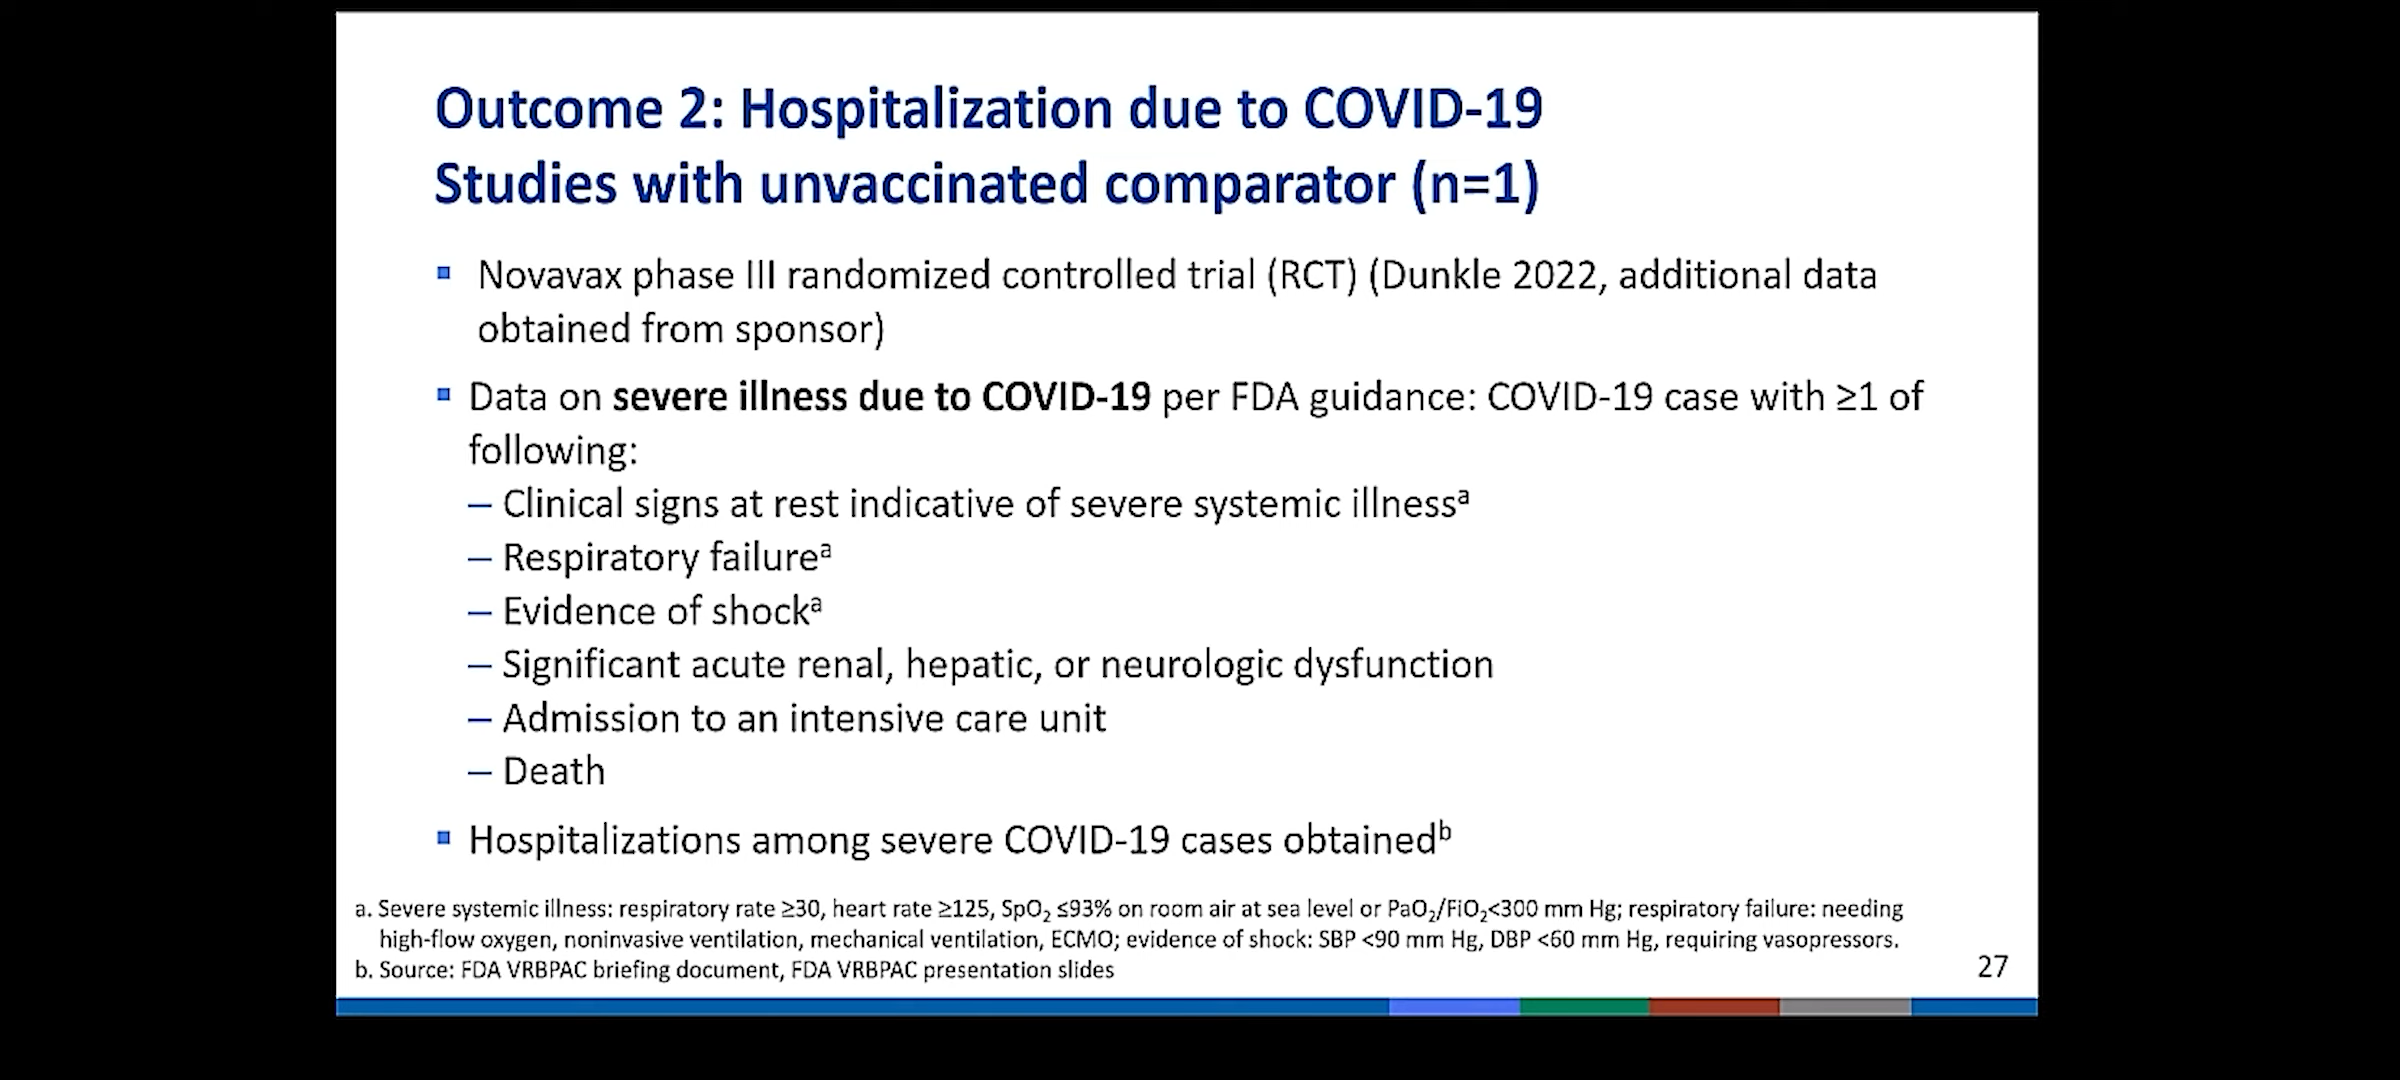 Outcome 2: Hospitalization due to COVID-19
Studies with unvaccinated comparator (n=1)
▪ Novavax phase III randomized controlled trial (RCT) (Dunkle 2022, additional data
obtained from sponsor)
▪ Data on severe illness due to COVID-19 per FDA guidance: COVID-19 case with ≥1 of
following:
– Clinical signs at rest indicative of severe systemic illnessᵃ
– Respiratory failureᵃ
– Evidence of shockᵃ
– Significant acute renal, hepatic, or neurologic dysfunction
– Admission to an intensive care unit
– Death
▪ Hospitalizations among severe COVID-19 cases obtainedᵇ
a. Severe systemic illness: respiratory rate ≥30, heart rate ≥125, SpO₂ ≤93% on room air at sea level or PaO₂/FiO₂<300 mm Hg; respiratory failure: needing
high-flow oxygen, noninvasive ventilation, mechanical ventilation, ECMO; evidence of shock: SBP <90 mm Hg, DBP <60 mm Hg, requiring vasopressors.
b. Source: FDA VRBPAC briefing document, FDA VRBPAC presentation slides
27